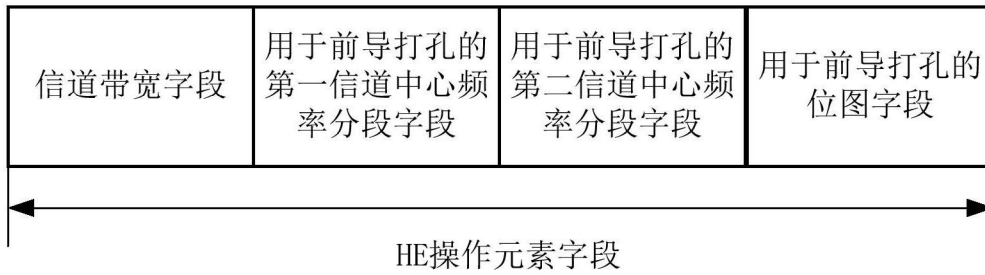 信道带宽字段
用于前导打孔的
第一信道中心频
率分段字段
用于前导打孔的
第二信道中心频
率分段字段
用于前导打孔的
位图字段
HE操作元素字段